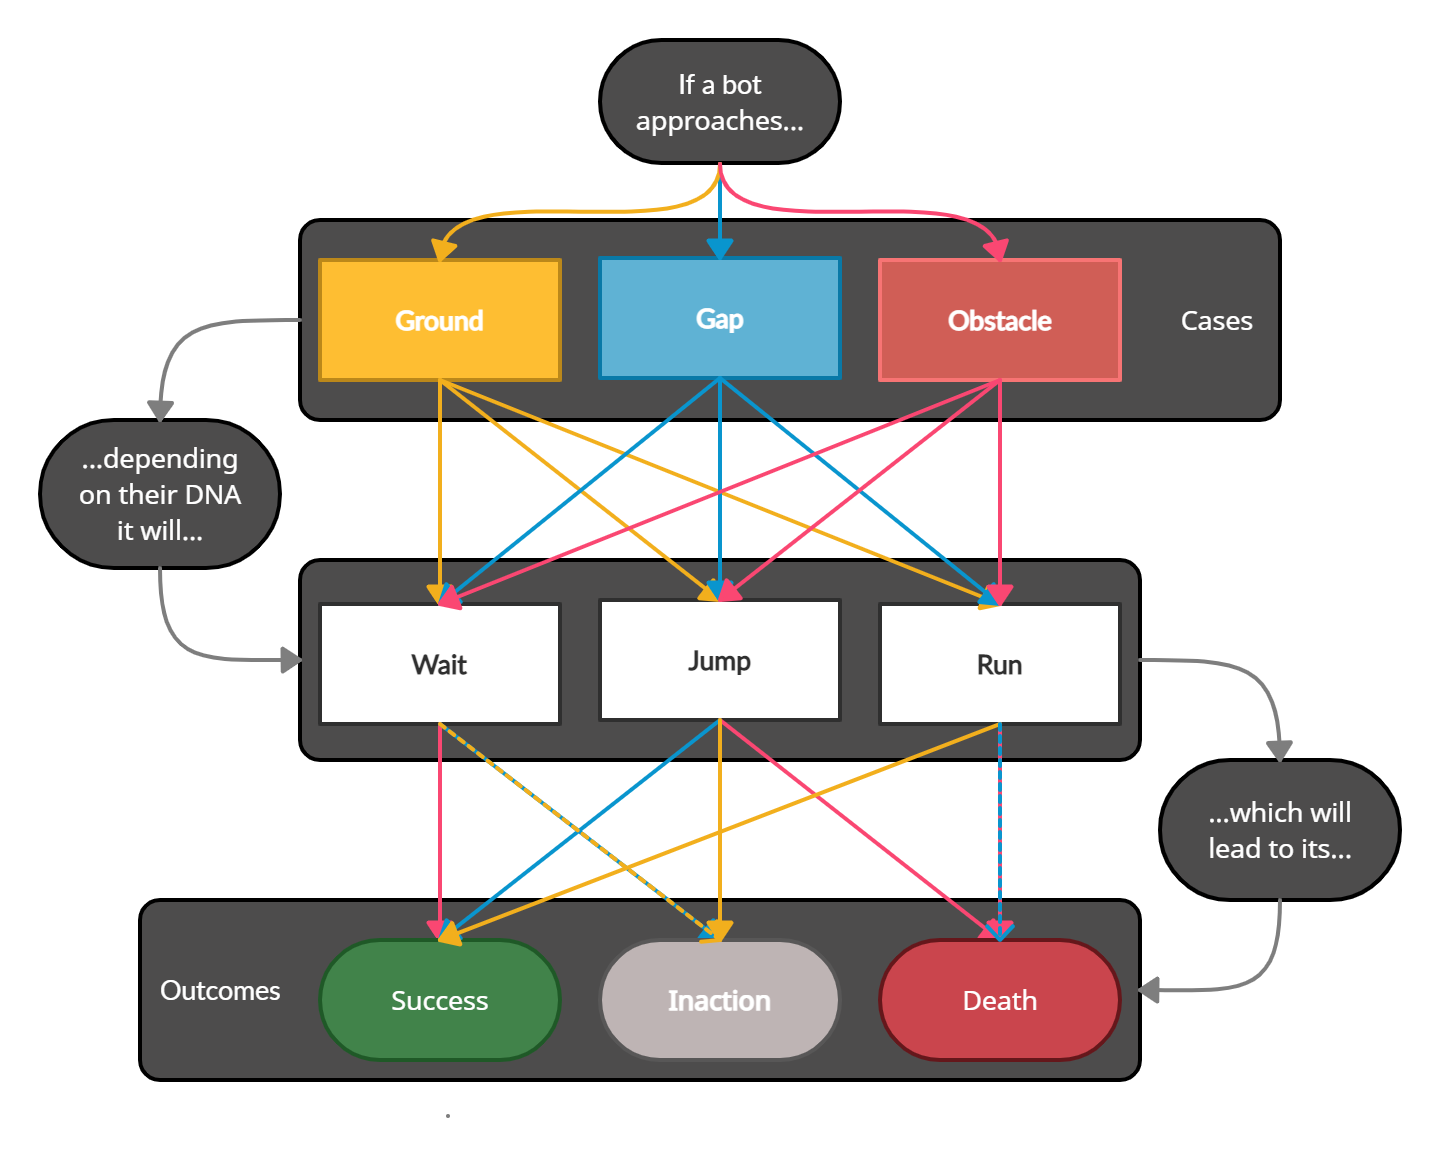 If a bot
approaches...
Ground
Gap
Obstacle
Cases
...depending
on their DNA
it will...
Wait
Jump
Run
...which will
lead to its...
Outcomes
Success
Inaction
Death